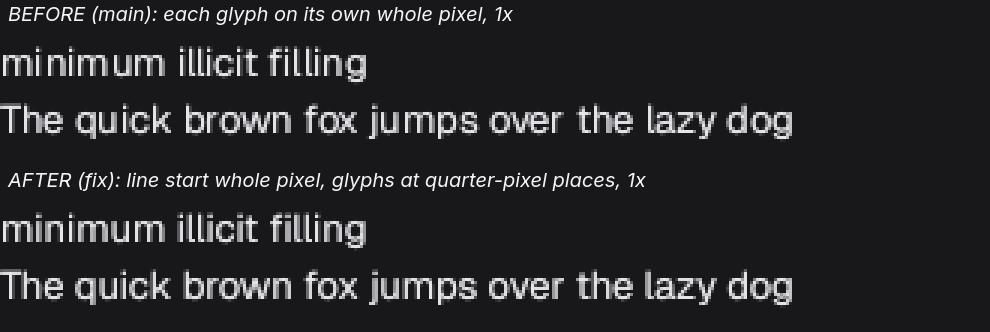 BEFORE (main): each glyph on its own whole pixel, 1x
minimum illicit filling
The quick brown fox jumps over the lazy dog
AFTER (fix): line start whole pixel, glyphs at quarter-pixel places, 1x
minimum illicit filling
The quick brown fox jumps over the lazy dog